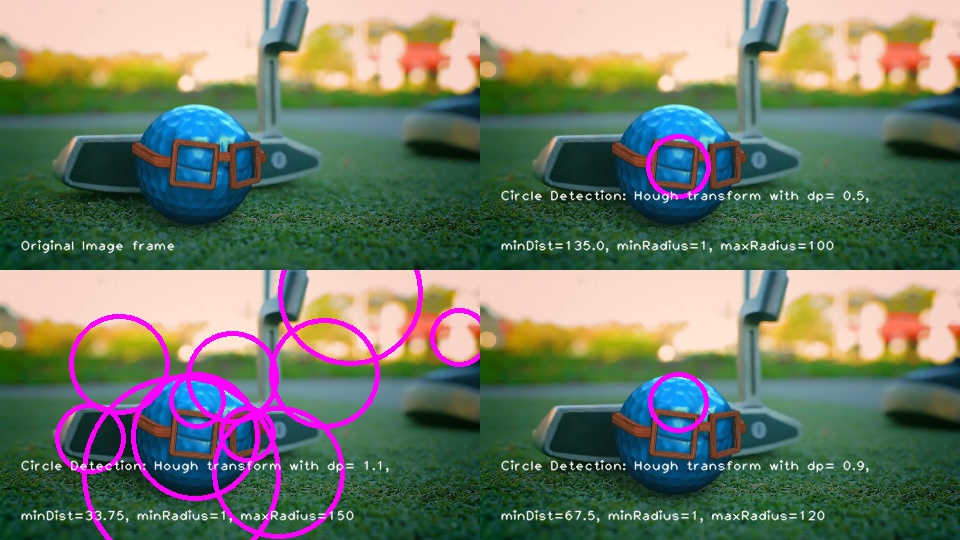 Original Image frame
Circle Detection: Hough transform with dp= 0.5,
minDist=135.0, minRadius=1, maxRadius=100
Circle Detection: Hough transform with dp= 1.1,
minDist=33.75, minRadius=1, maxRadius=150
Circle Detection: Hough transform with dp= 0.9,
minDist=67.5, minRadius=1, maxRadius=120